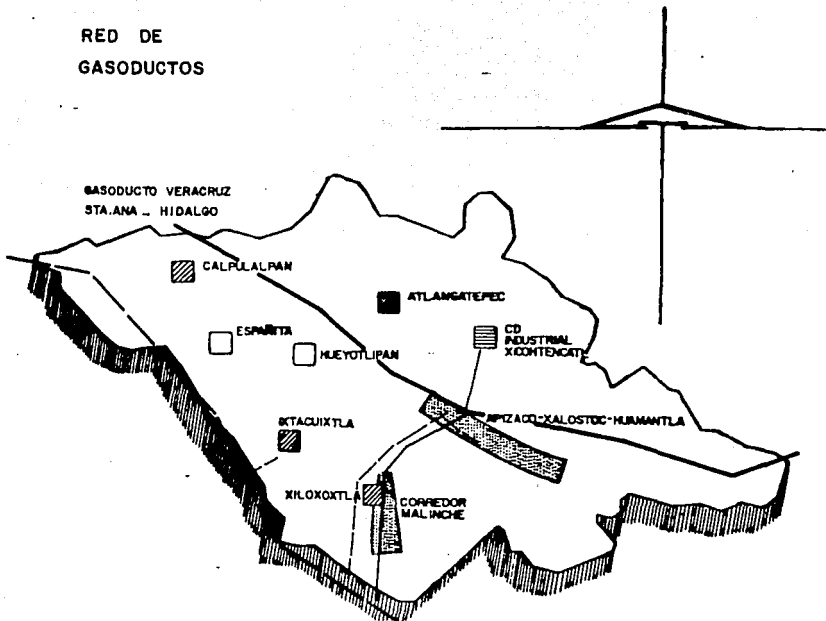 RED DE
GASODUCTOS
GASODUCTO VERACRUZ
STA. ANA - HIDALGO
CALPULALPAN
ATLANGATEPEC
ESPAÑITA
HUEYOTLIPAN
CD
INDUSTRIAL
XICOHTENCATL
APIZACO-XALOSTOC-HUAMANTLA
IXTACUIXTLA
XILOXOXTLA
CORREDOR
MALINCHE